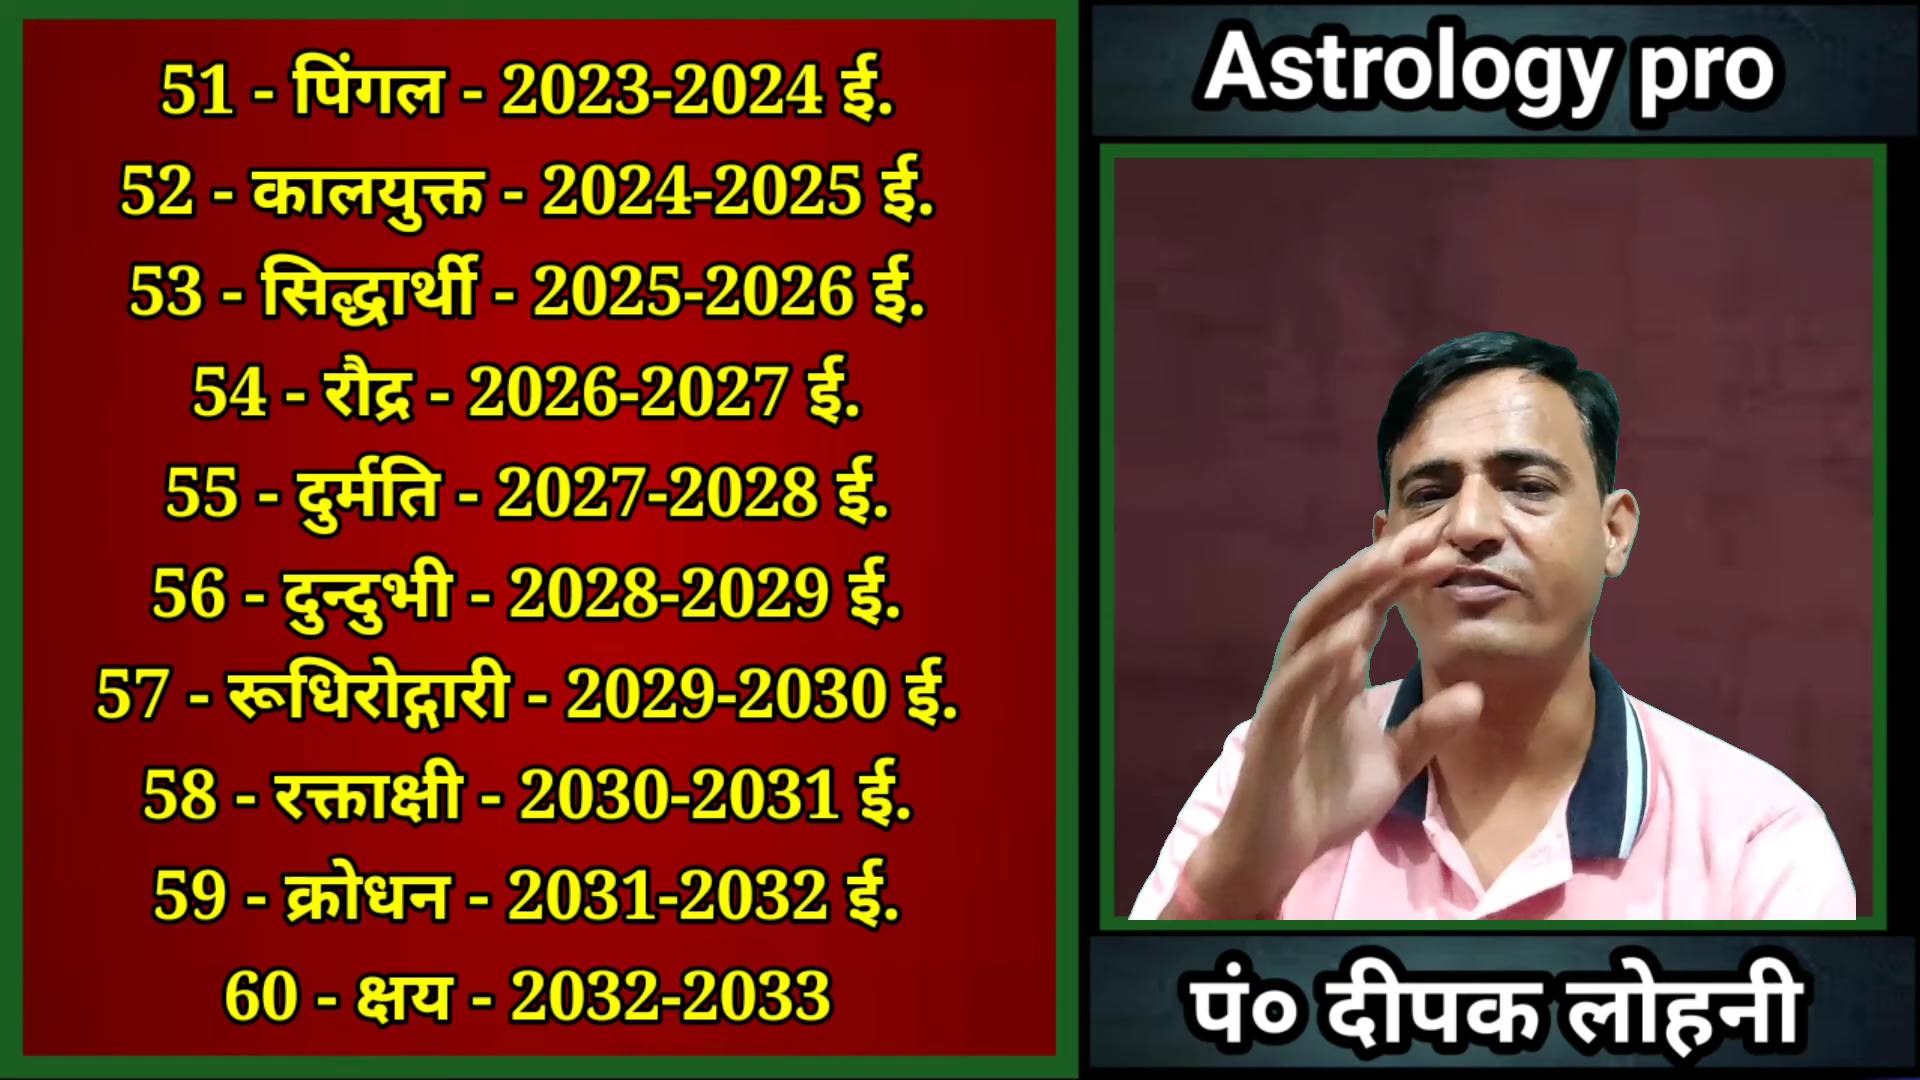 51 - पिंगल - 2023-2024 ई.
52 - कालयुक्त - 2024-2025 ई.
53 - सिद्धार्थी - 2025-2026 ई.
54 - रौद्र - 2026-2027 ई.
55 - दुर्मति - 2027-2028 ई.
56 - दुन्दुभी - 2028-2029 ई.
57 - रूधिरोद्गारी - 2029-2030 ई.
58 - रक्ताक्षी - 2030-2031 ई.
59 - क्रोधन - 2031-2032 ई.
60 - क्षय - 2032-2033
Astrology pro
पं० दीपक लोहनी